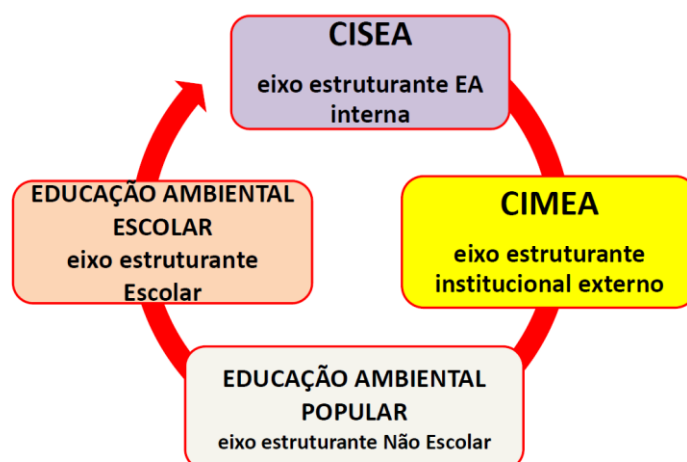 CISEA
eixo estruturante EA
interna
CIMEA
eixo estruturante
institucional externo
EDUCAÇÃO AMBIENTAL
POPULAR
eixo estruturante Não Escolar
EDUCAÇÃO AMBIENTAL
ESCOLAR
eixo estruturante
Escolar